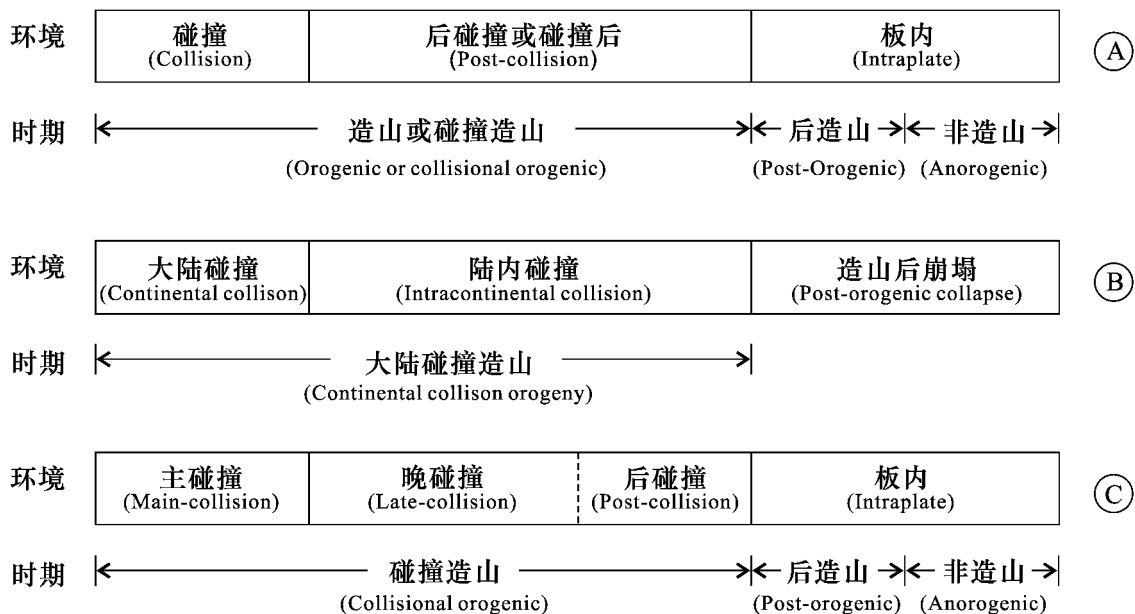 环境 碰撞 后碰撞或碰撞后 板内 A
(Collision) (Post-collision) (Intraplate)
时期 造山或碰撞造山 后造山 非造山
(Orogenic or collisional orogenic) (Post-Orogenic) (Anorogenic)
环境 大陆碰撞 陆内碰撞 造山后崩塌 B
(Continental collison) (Intracontinental collision) (Post-orogenic collapse)
时期 大陆碰撞造山
(Continental collison orogeny)
环境 主碰撞 晚碰撞 后碰撞 板内 C
(Main-collision) (Late-collision) (Post-collision) (Intraplate)
时期 碰撞造山 后造山 非造山
(Collisional orogenic) (Post-orogenic) (Anorogenic)